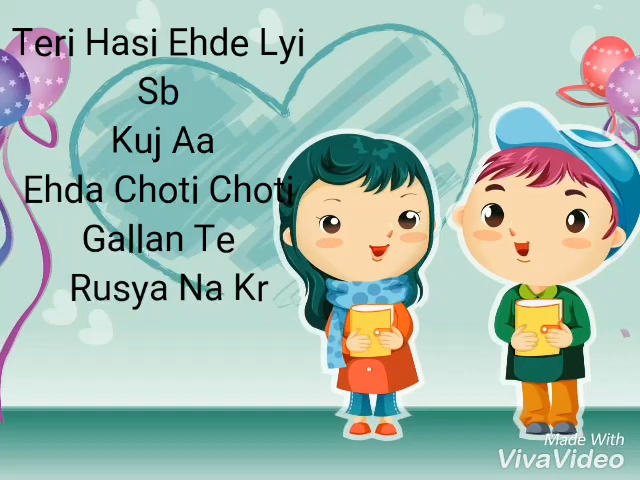 Teri Hasi Ehde Lyi
Sb
Kuj Aa
Ehda Choti Choti
Gallan Te
Rusya Na Kr
Made With
VivaVideo